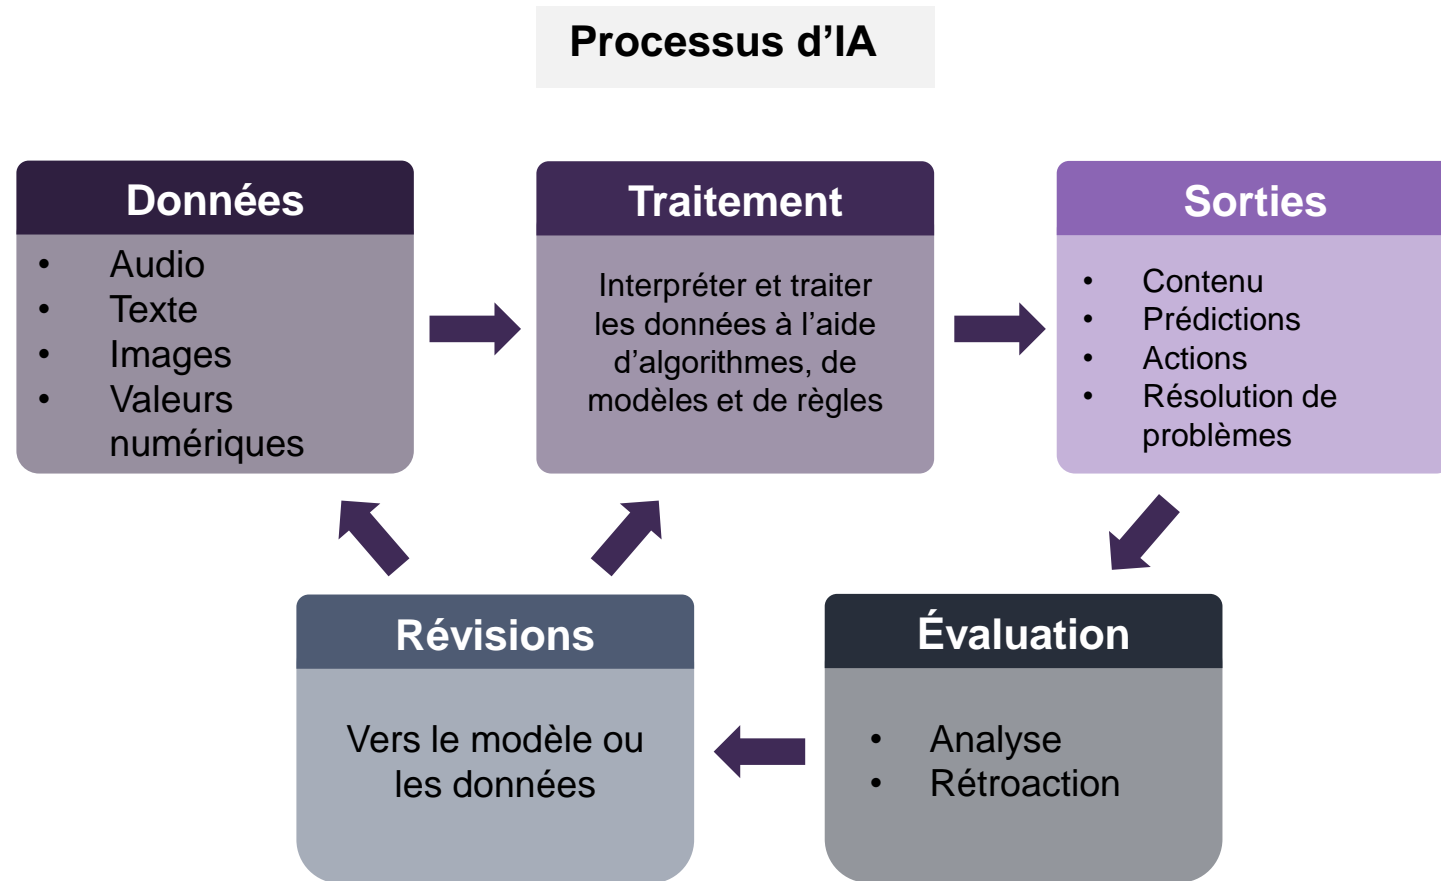 Processus d’IA
Données
• Audio
• Texte
• Images
• Valeurs
numériques
Traitement
Interpréter et traiter
les données à l’aide
d’algorithmes, de
modèles et de règles
Sorties
• Contenu
• Prédictions
• Actions
• Résolution de
problèmes
Révisions
Vers le modèle ou
les données
Évaluation
• Analyse
• Rétroaction